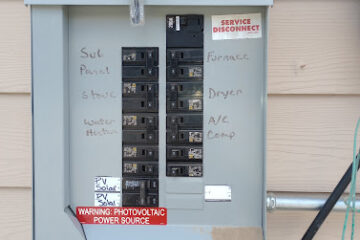 SERVICE
DISCONNECT
Sub
Panel
Furnace
Stove
Dryer
Water
Heater
A/C
Comp
PV
Solar
PV
Solar
WARNING: PHOTOVOLTAIC
POWER SOURCE